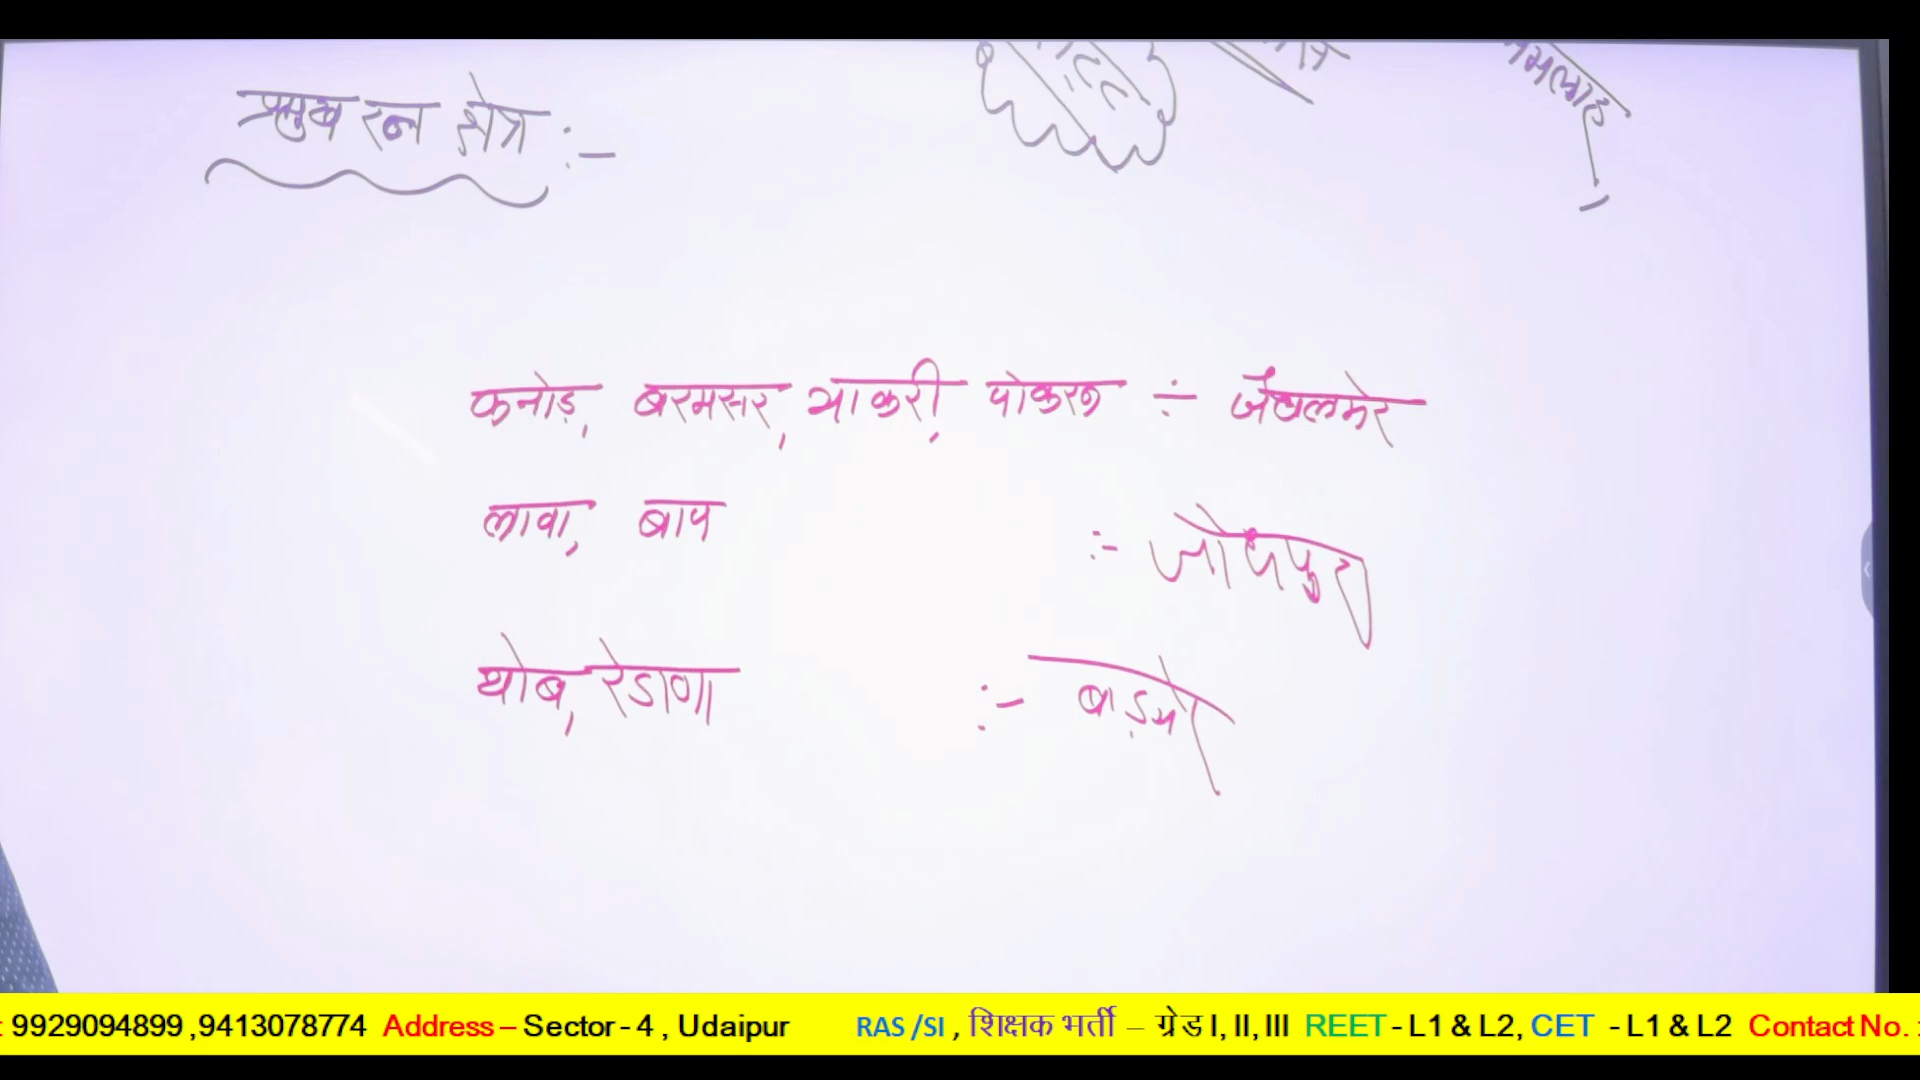 प्रमुख रन क्षेत्र :-
कनोड़, बरमसर, भाकरी, पोकरण :- जैसलमेर
लावा, बाप :- जोधपुर
थोब, रेडाणा :- बाड़मेर
: 9929094899 ,9413078774 Address – Sector - 4 , Udaipur RAS /SI , शिक्षक भर्ती – ग्रेड I, II, III REET - L1 & L2, CET - L1 & L2 Contact No. :